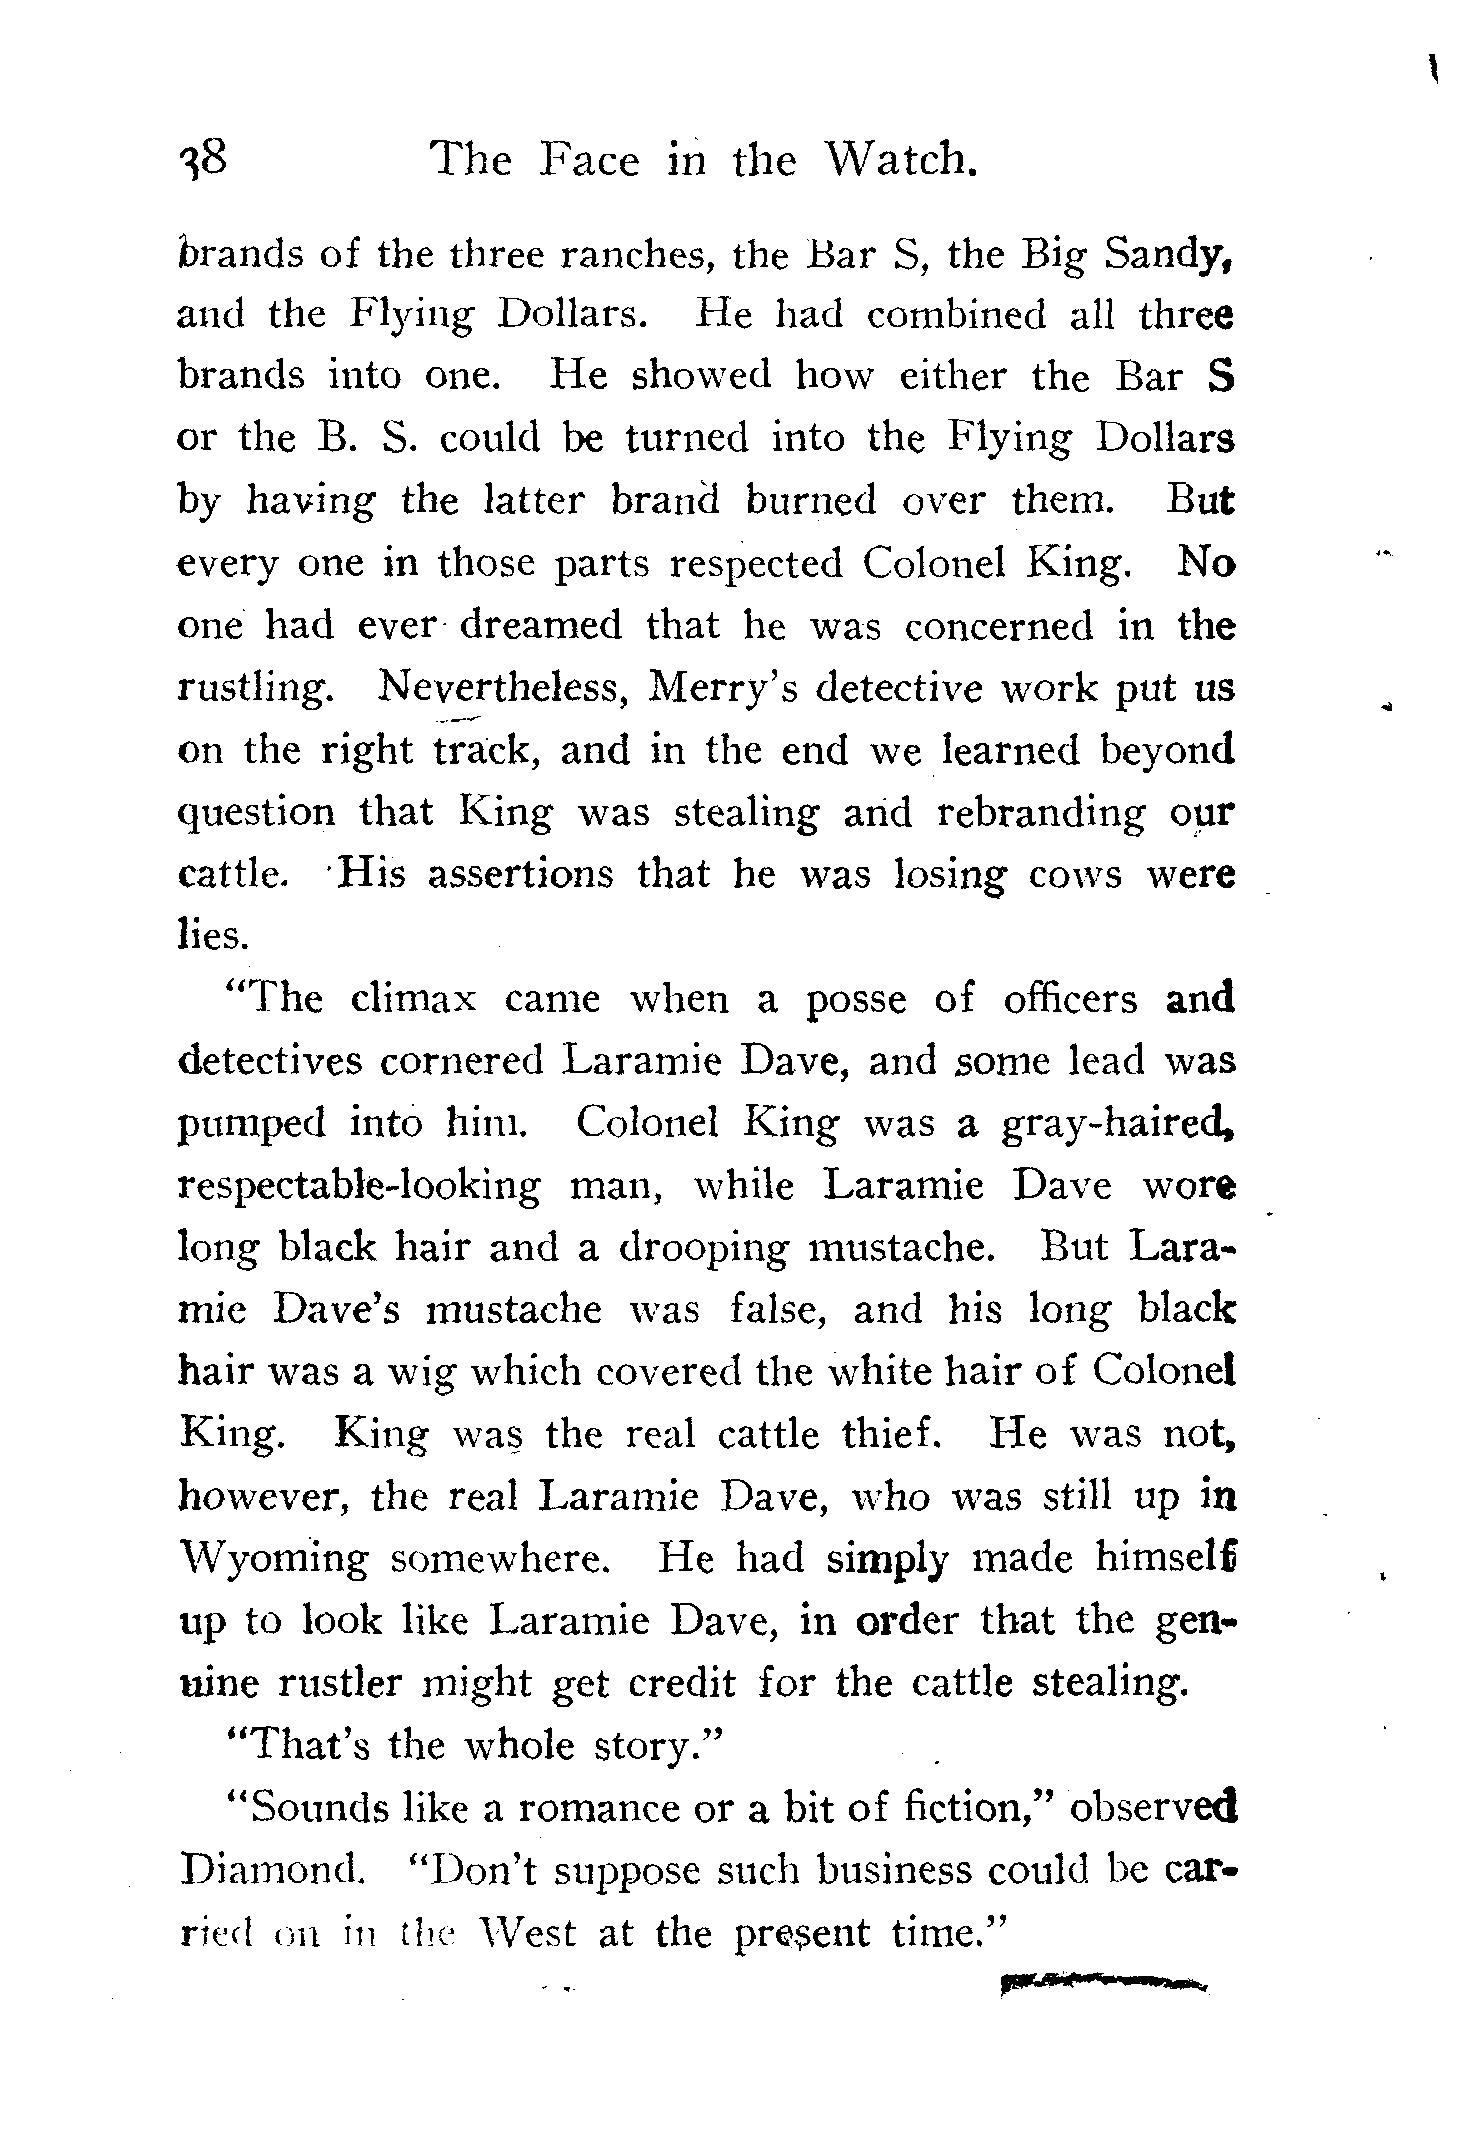 38 The Face in the Watch.
brands of the three ranches, the Bar S, the Big Sandy,
and the Flying Dollars. He had combined all three
brands into one. He showed how either the Bar S
or the B. S. could be turned into the Flying Dollars
by having the latter brand burned over them. But
every one in those parts respected Colonel King. No
one had ever dreamed that he was concerned in the
rustling. Nevertheless, Merry's detective work put us
on the right track, and in the end we learned beyond
question that King was stealing and rebranding our
cattle. His assertions that he was losing cows were
lies.
"The climax came when a posse of officers and
detectives cornered Laramie Dave, and some lead was
pumped into him. Colonel King was a gray-haired,
respectable-looking man, while Laramie Dave wore
long black hair and a drooping mustache. But Lara-
mie Dave's mustache was false, and his long black
hair was a wig which covered the white hair of Colonel
King. King was the real cattle thief. He was not,
however, the real Laramie Dave, who was still up in
Wyoming somewhere. He had simply made himself
up to look like Laramie Dave, in order that the gen-
uine rustler might get credit for the cattle stealing.
"That's the whole story."
"Sounds like a romance or a bit of fiction," observed
Diamond. "Don't suppose such business could be car-
ried on in the West at the present time."